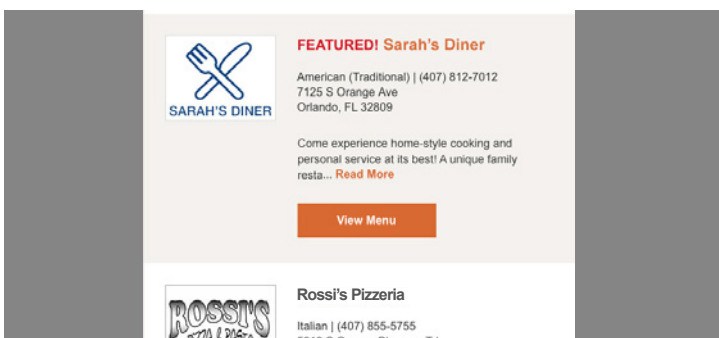 FEATURED! Sarah's Diner
SARAH'S DINER
American (Traditional) | (407) 812-7012
7125 S Orange Ave
Orlando, FL 32809
Come experience home-style cooking and
personal service at its best! A unique family
resta... Read More
View Menu
ROSSI'S
PIZZA & PASTA
Rossi's Pizzeria
Italian | (407) 855-5755